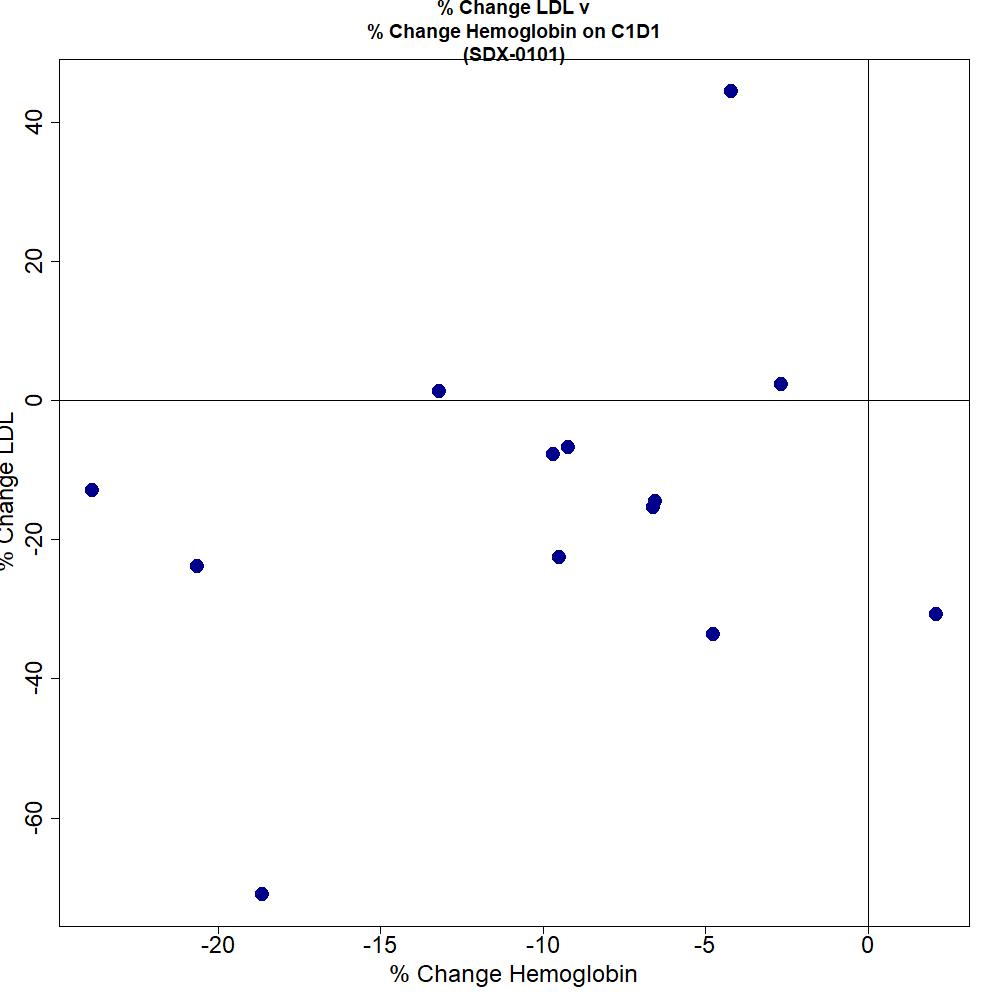 % Change LDL v
% Change Hemoglobin on C1D1
(SDX-0101)
40
20
0
-20
-40
-60
% Change LDL
-20
-15
-10
-5
0
% Change Hemoglobin